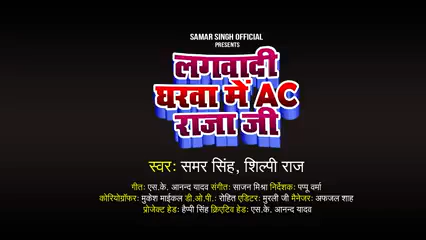 SAMAR SINGH OFFICIAL
PRESENTS
लगवादी
घरवा में AC
राजा जी
स्वर: समर सिंह, शिल्पी राज
गीत: एस.के. आनन्द यादव संगीत: साजन मिश्रा निर्देशक: पप्पू वर्मा
कोरियोग्रॉफर: मुकेश माईकल डी.ओ.पी.: रोहित एडिटर: मुरली जी मैनेजर: अफजल शाह
प्रोजेक्ट हेड: हैप्पी सिंह क्रिएटिव हेड: एस.के. आनन्द यादव